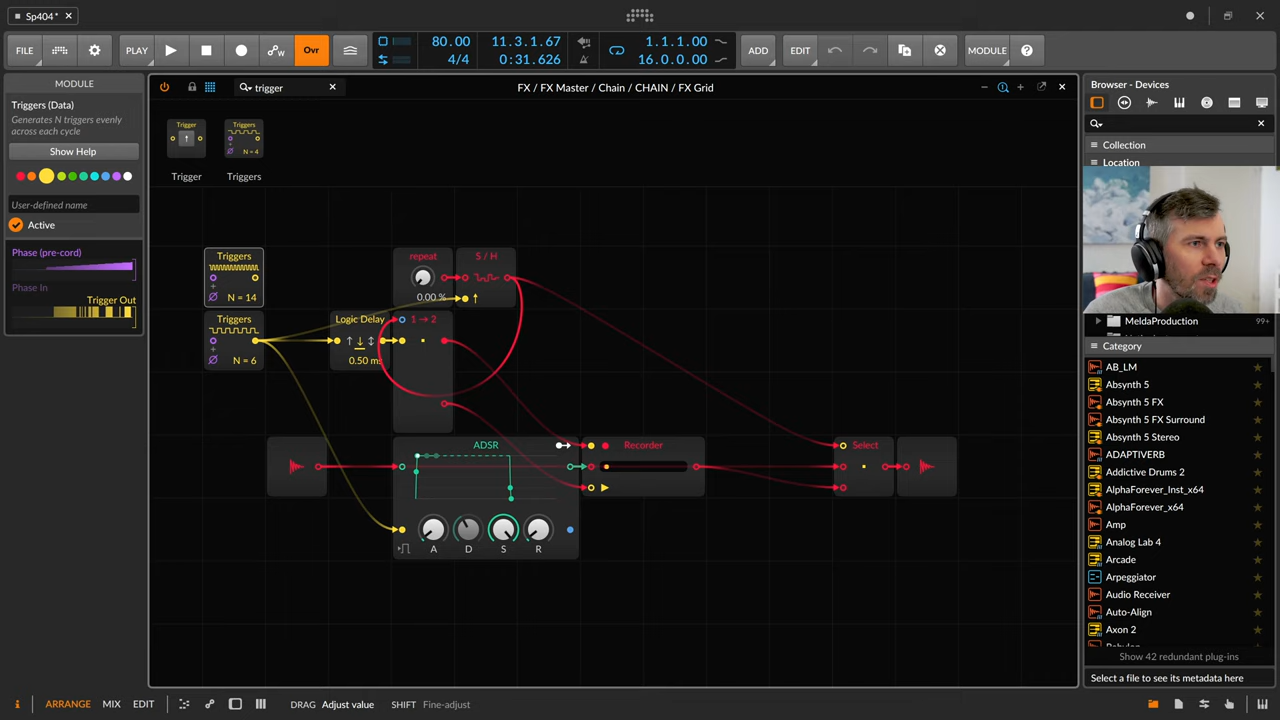 Sp404*
FILE
PLAY
Ovr
80.00
4/4
11.3.1.67
0:31.626
1.1.1.00
16.0.0.00
ADD
EDIT
MODULE
MODULE
Triggers (Data)
Generates N triggers evenly
across each cycle
Show Help
User-defined name
Active
Phase (pre-cord)
Phase In
Trigger Out
trigger
FX / FX Master / Chain / CHAIN / FX Grid
Trigger
Triggers
N = 4
Trigger
Triggers
Triggers
N = 14
repeat
0.00 %
S / H
Triggers
N = 6
Logic Delay
0.50 ms
1 → 2
ADSR
A
D
S
R
Recorder
Select
Browser - Devices
Collection
Location
MeldaProduction
99+
Category
AB_LM
Absynth 5
Absynth 5 FX
Absynth 5 FX Surround
Absynth 5 Stereo
ADAPTIVERB
Addictive Drums 2
AlphaForever_Inst_x64
AlphaForever_x64
Amp
Analog Lab 4
Arcade
Arpeggiator
Audio Receiver
Auto-Align
Axon 2
Show 42 redundant plug-ins
Select a file to see its metadata here
ARRANGE
MIX
EDIT
DRAG
Adjust value
SHIFT
Fine-adjust